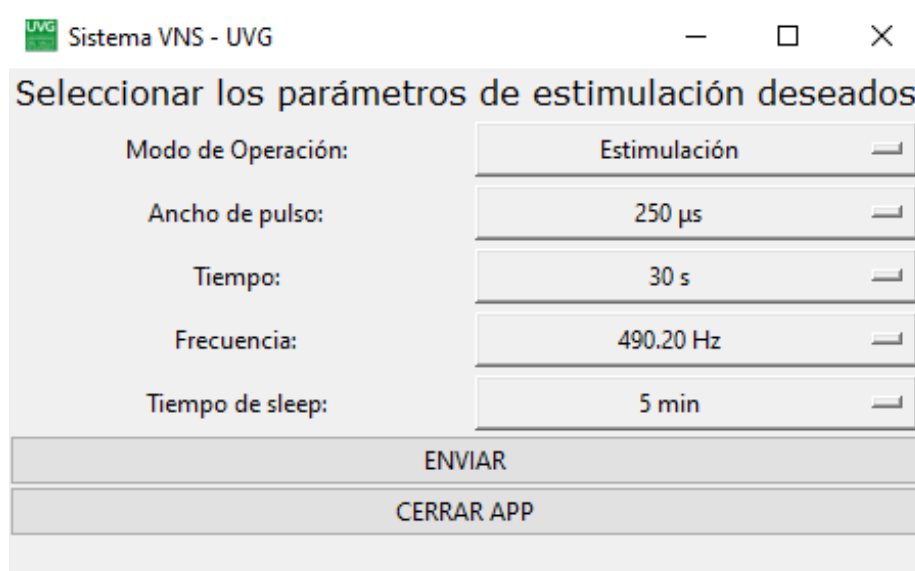 UVG
Sistema VNS - UVG
Seleccionar los parámetros de estimulación deseados
Modo de Operación: Estimulación
Ancho de pulso: 250 µs
Tiempo: 30 s
Frecuencia: 490.20 Hz
Tiempo de sleep: 5 min
ENVIAR
CERRAR APP